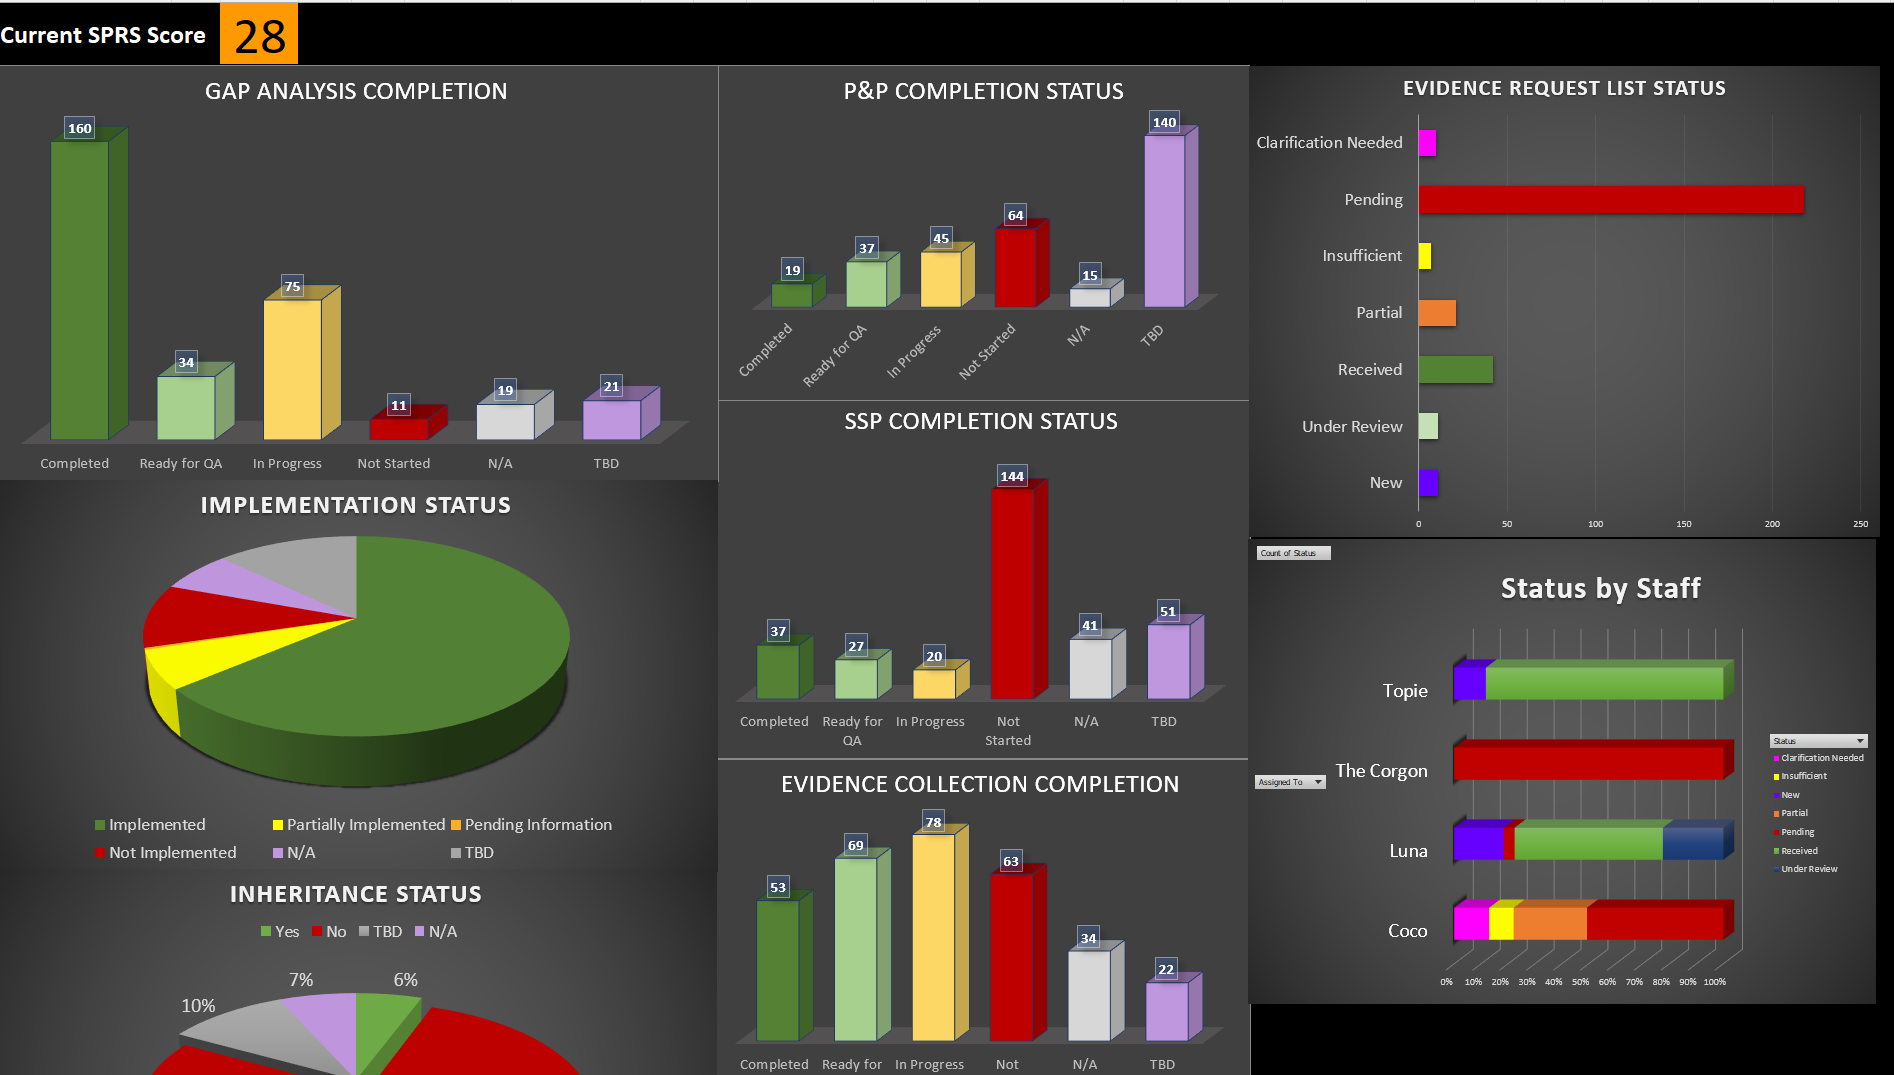 Current SPRS Score 28
GAP ANALYSIS COMPLETION
160
34
75
11
19
21
Completed Ready for QA In Progress Not Started N/A TBD
IMPLEMENTATION STATUS
Implemented Partially Implemented Pending Information
Not Implemented N/A TBD
INHERITANCE STATUS
Yes No TBD N/A
10%
7%
6%
P&P COMPLETION STATUS
19
37
45
64
15
140
Completed
Ready for QA
In Progress
Not Started
N/A
TBD
SSP COMPLETION STATUS
37
27
20
144
41
51
Completed Ready for In Progress Not N/A TBD
QA Started
EVIDENCE COLLECTION COMPLETION
53
69
78
63
34
22
Completed Ready for In Progress Not N/A TBD
EVIDENCE REQUEST LIST STATUS
Clarification Needed
Pending
Insufficient
Partial
Received
Under Review
New
0 50 100 150 200 250
Count of Status
Status by Staff
Topie
The Corgon
Luna
Coco
Assigned To
0% 10% 20% 30% 40% 50% 60% 70% 80% 90% 100%
Status
Clarification Needed
Insufficient
New
Partial
Pending
Received
Under Review